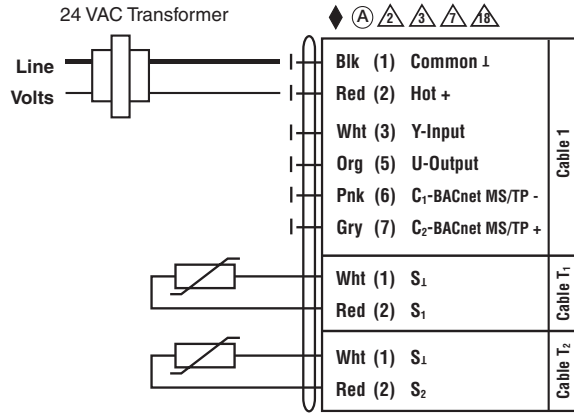 24 VAC Transformer
A 2 3 7 18
Line
Volts
Blk (1) Common ⊥
Red (2) Hot +
Wht (3) Y-Input
Org (5) U-Output
Pnk (6) C₁-BACnet MS/TP -
Gry (7) C₂-BACnet MS/TP +
Cable 1
Wht (1) S⊥
Red (2) S₁
Cable T₁
Wht (1) S⊥
Red (2) S₂
Cable T₂